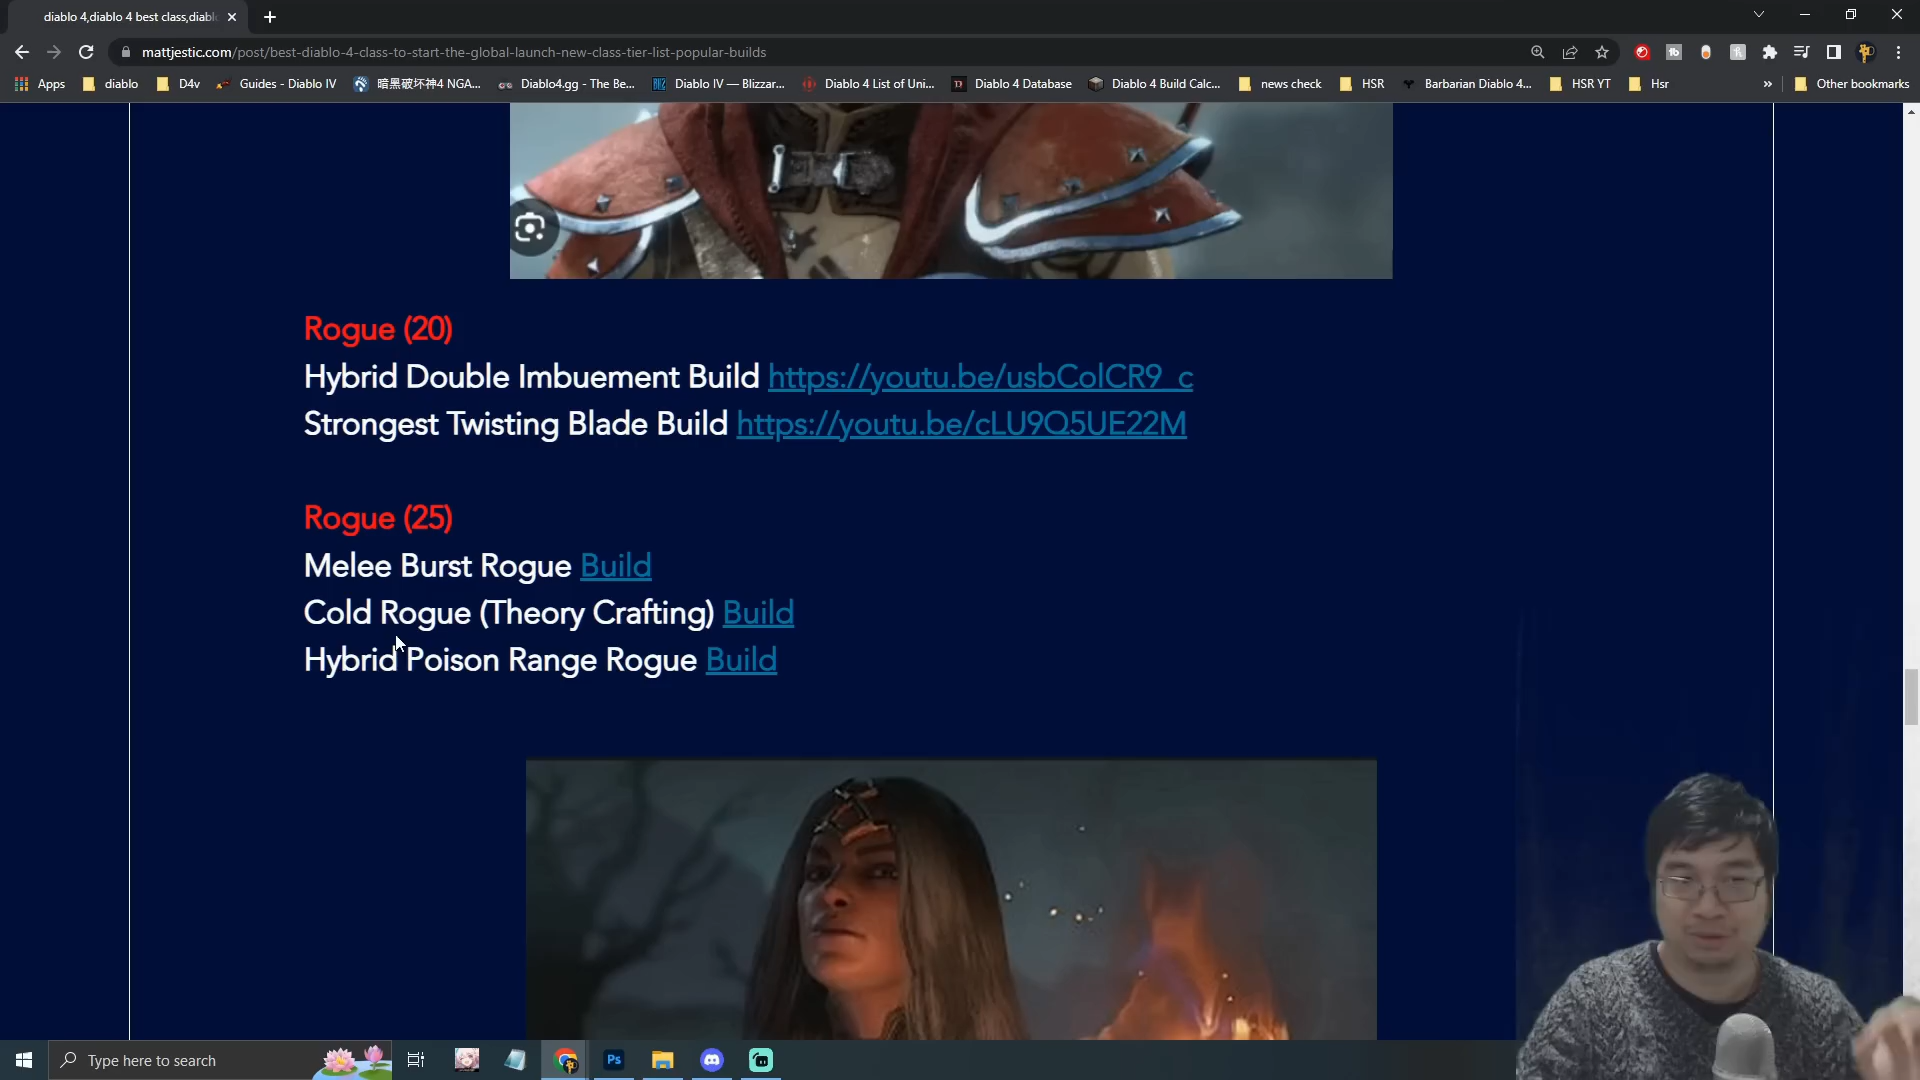 diablo 4,diablo 4 best class,diabl
mattjestic.com/post/best-diablo-4-class-to-start-the-global-launch-new-class-tier-list-popular-builds
Apps
diablo
D4v
Guides - Diablo IV
暗黑破坏神4 NGA...
Diablo4.gg - The Be...
BIZ
Diablo IV — Blizzar...
Diablo 4 List of Uni...
D
Diablo 4 Database
Diablo 4 Build Calc...
news check
HSR
Barbarian Diablo 4...
HSR YT
Hsr
»
Other bookmarks
Rogue (20)
Hybrid Double Imbuement Build https://youtu.be/usbColCR9_c
Strongest Twisting Blade Build https://youtu.be/cLU9Q5UE22M
Rogue (25)
Melee Burst Rogue Build
Cold Rogue (Theory Crafting) Build
Hybrid Poison Range Rogue Build
Type here to search
Ps